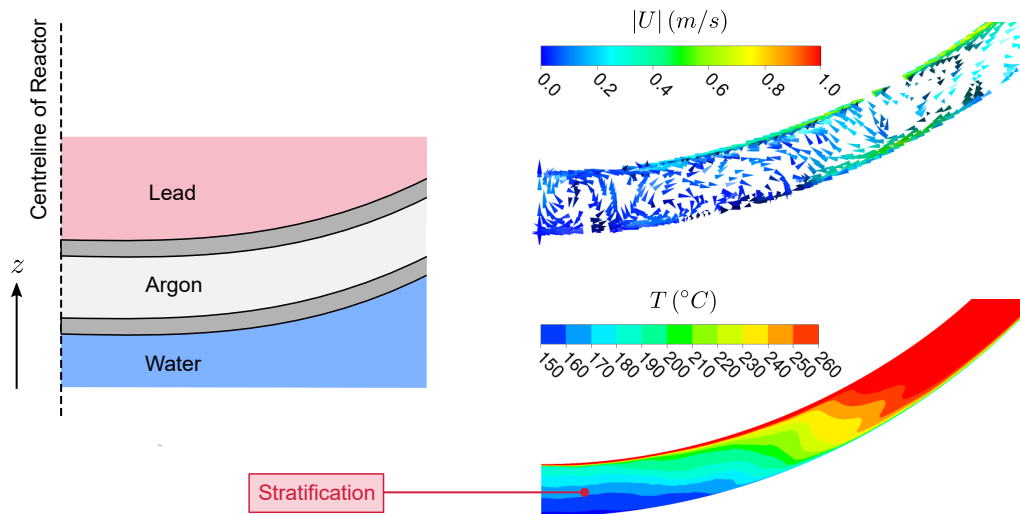 Centreline of Reactor
z
Lead
Argon
Water
|U| (m/s)
0.0 0.2 0.4 0.6 0.8 1.0
T (°C)
150 160 170 180 190 200 210 220 230 240 250 260
Stratification